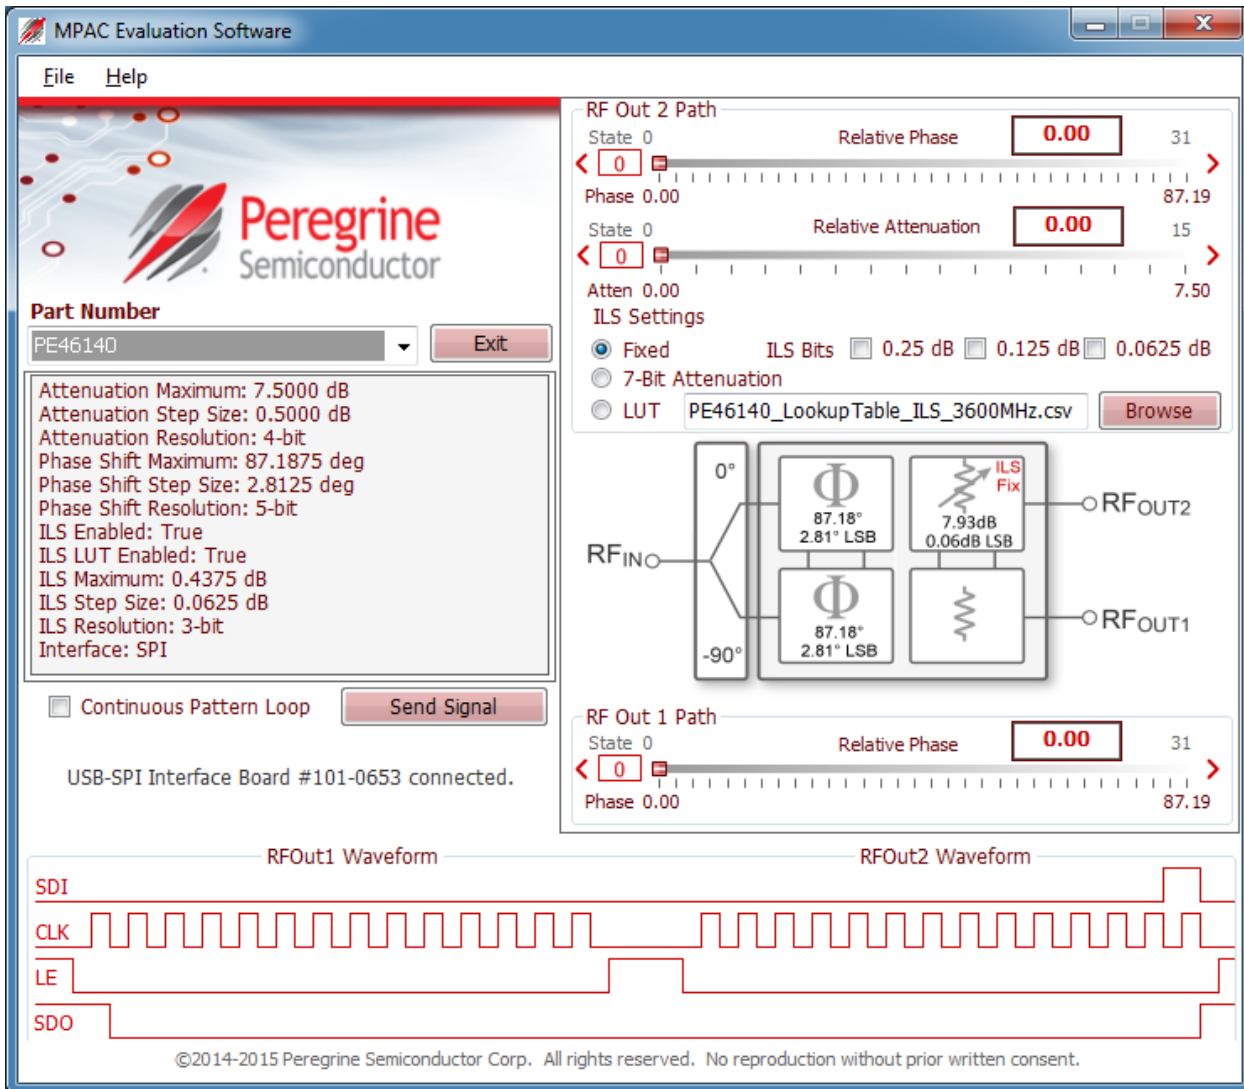 MPAC Evaluation Software
File Help
Peregrine
Semiconductor
Part Number
PE46140
Exit
Attenuation Maximum: 7.5000 dB
Attenuation Step Size: 0.5000 dB
Attenuation Resolution: 4-bit
Phase Shift Maximum: 87.1875 deg
Phase Shift Step Size: 2.8125 deg
Phase Shift Resolution: 5-bit
ILS Enabled: True
ILS LUT Enabled: True
ILS Maximum: 0.4375 dB
ILS Step Size: 0.0625 dB
ILS Resolution: 3-bit
Interface: SPI
Continuous Pattern Loop
Send Signal
USB-SPI Interface Board #101-0653 connected.
RF Out 2 Path
State 0 Relative Phase 0.00 31
0
Phase 0.00 87.19
State 0 Relative Attenuation 0.00 15
0
Atten 0.00 7.50
ILS Settings
Fixed ILS Bits 0.25 dB 0.125 dB 0.0625 dB
7-Bit Attenuation
LUT PE46140_LookupTable_ILS_3600MHz.csv Browse
0°
Φ
87.18°
2.81° LSB
ILS
Fix
7.93dB
0.06dB LSB
RFOUT2
RFIN
Φ
87.18°
2.81° LSB
-90°
RFOUT1
RF Out 1 Path
State 0 Relative Phase 0.00 31
0
Phase 0.00 87.19
RFOut1 Waveform RFOut2 Waveform
SDI
CLK
LE
SDO
©2014-2015 Peregrine Semiconductor Corp. All rights reserved. No reproduction without prior written consent.